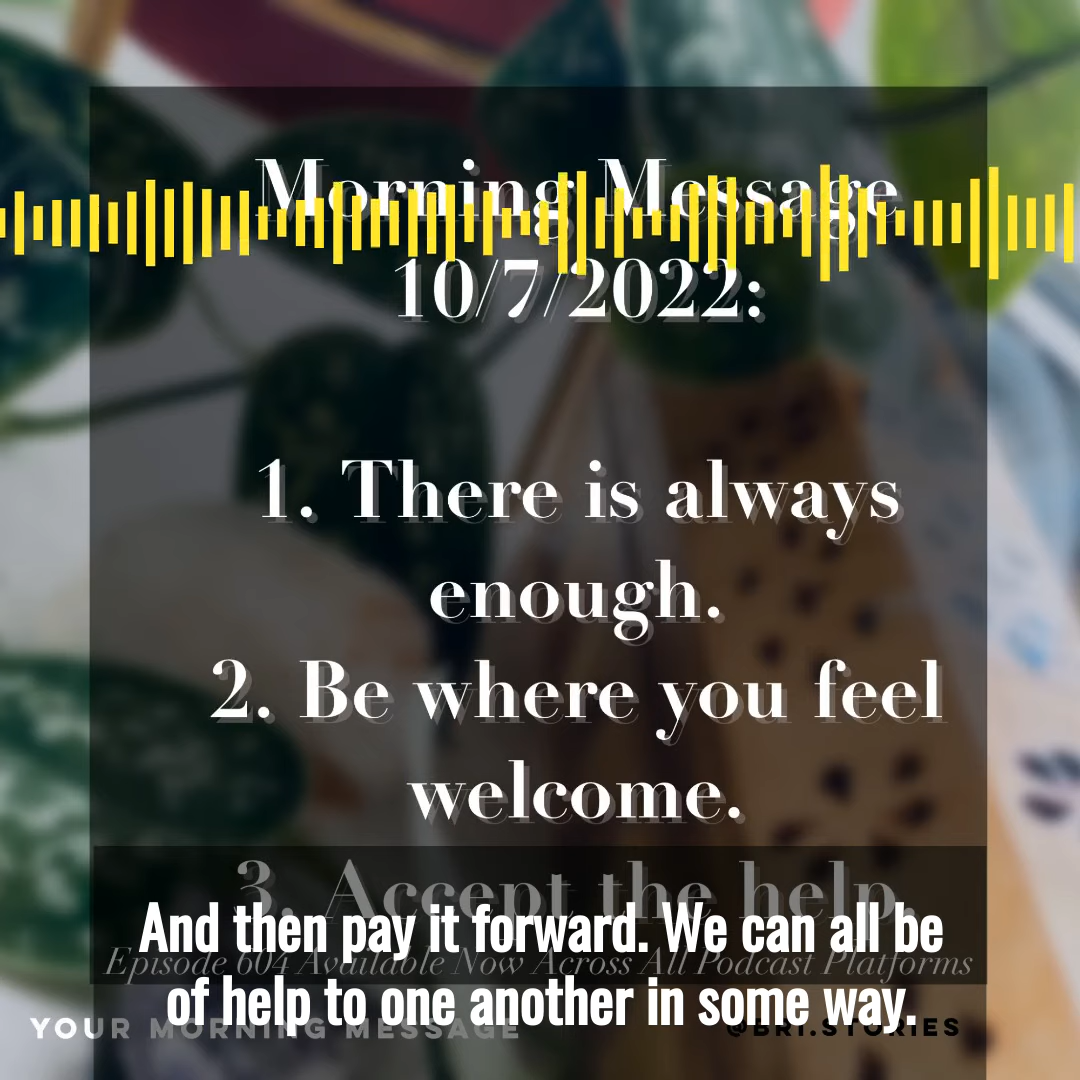 Morning Message
10/7/2022:
1. There is always
enough.
2. Be where you feel
welcome.
3. Accept the help.
And then pay it forward. We can all be
Episode 604 Available Now Across All Podcast Platforms
of help to one another in some way.
YOUR MORNING MESSAGE
@BRI.STORIES